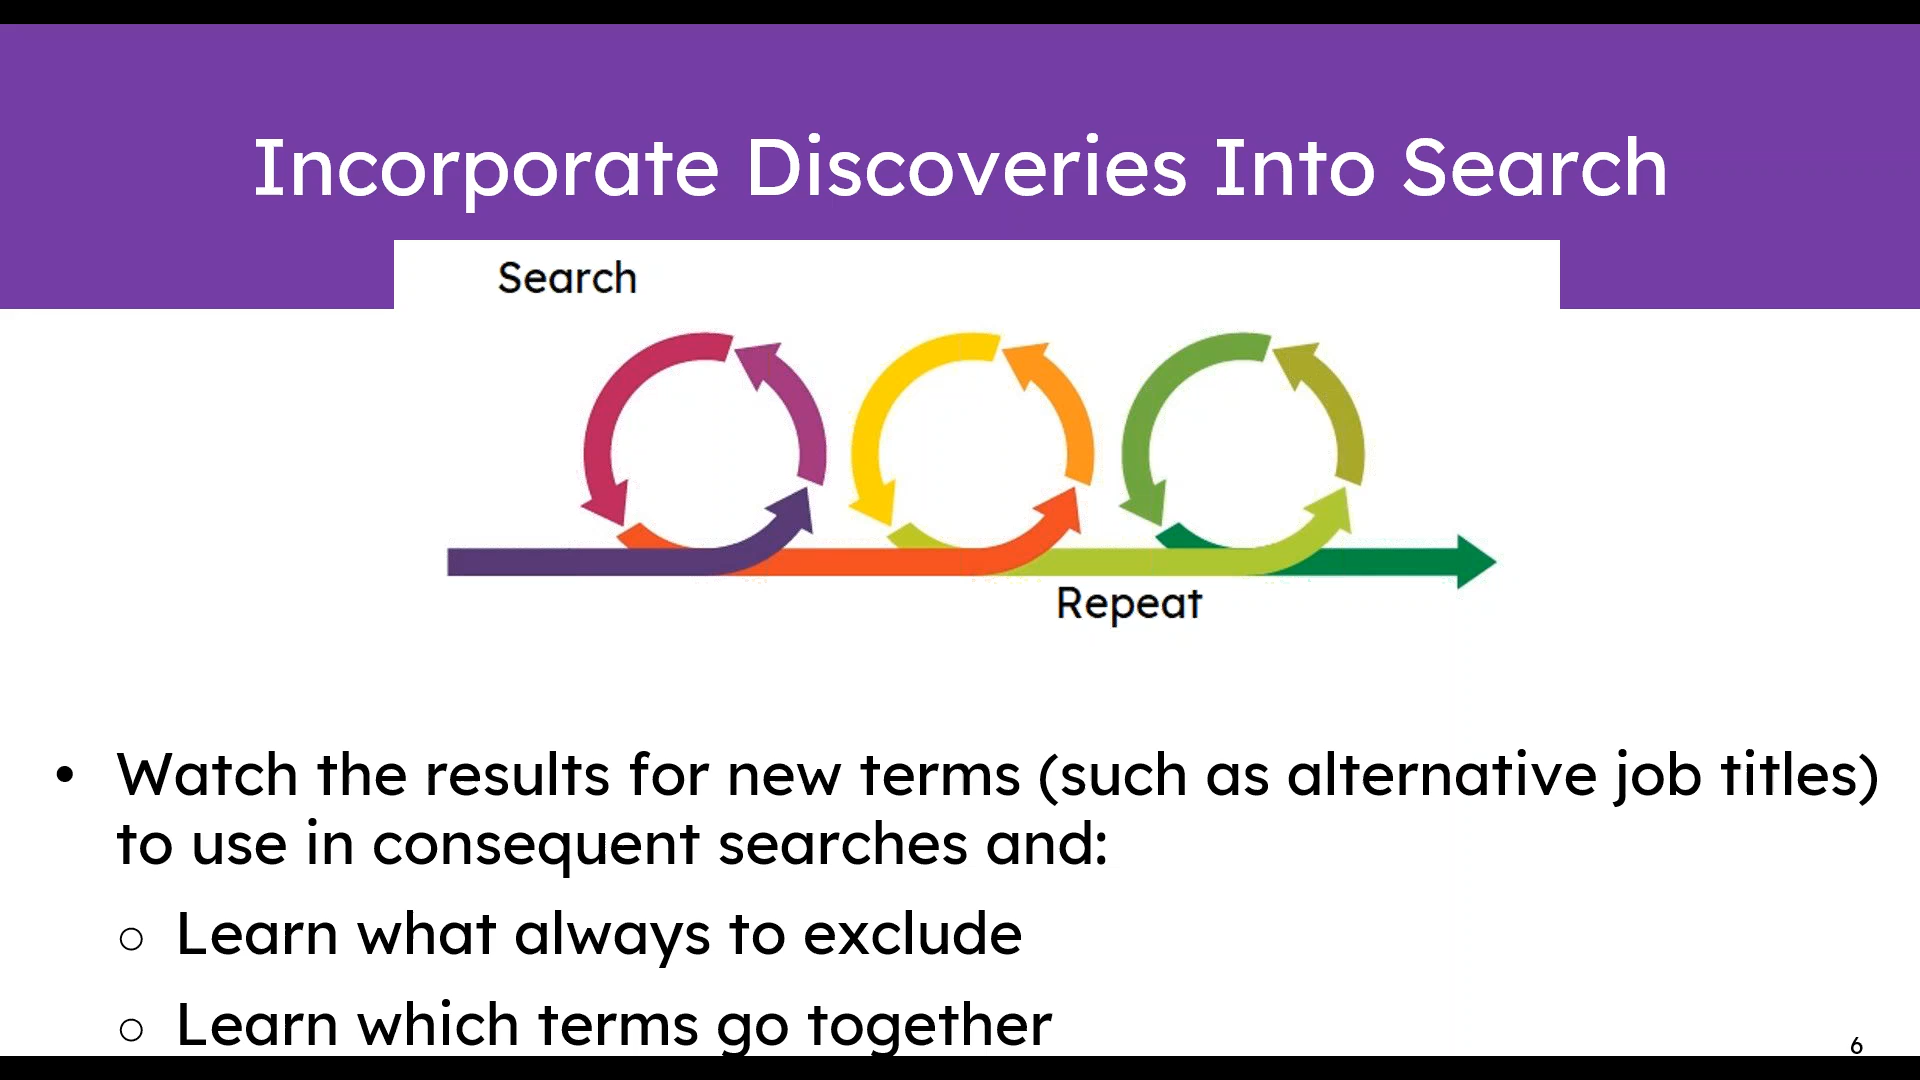 Incorporate Discoveries Into Search
Search
Repeat
• Watch the results for new terms (such as alternative job titles)
to use in consequent searches and:
○ Learn what always to exclude
○ Learn which terms go together
6